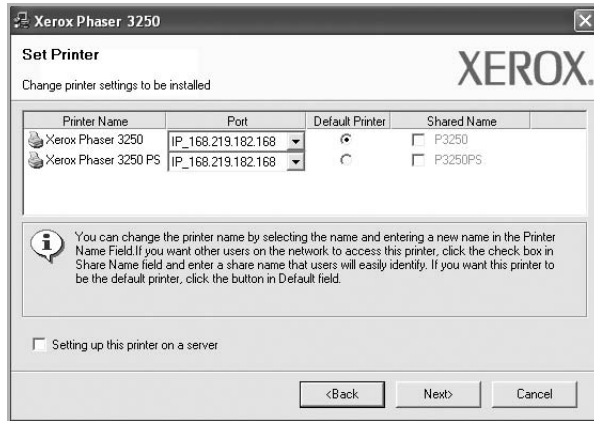 Xerox Phaser 3250
Set Printer
Change printer settings to be installed
XEROX.
Printer Name Port Default Printer Shared Name
Xerox Phaser 3250 IP_168.219.182.168 P3250
Xerox Phaser 3250 PS IP_168.219.182.168 P3250PS
You can change the printer name by selecting the name and entering a new name in the Printer
Name Field.If you want other users on the network to access this printer, click the check box in
Share Name field and enter a share name that users will easily identify. If you want this printer to
be the default printer, click the button in Default field.
Setting up this printer on a server
<Back Next> Cancel